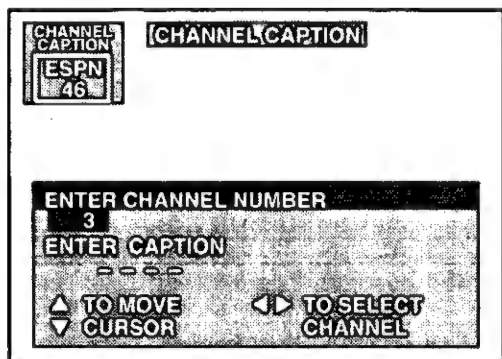 CHANNEL CAPTION
CHANNEL
CAPTION
ESPN
46
ENTER CHANNEL NUMBER
3
ENTER CAPTION
- - - -
△ TO MOVE ◁ ▷ TO SELECT
▽ CURSOR CHANNEL